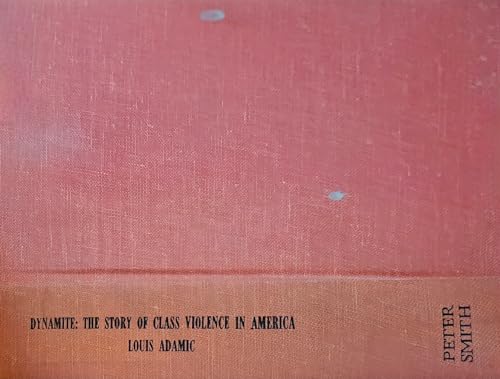 DYNAMITE: THE STORY OF CLASS VIOLENCE IN AMERICA
LOUIS ADAMIC
PETER
SMITH